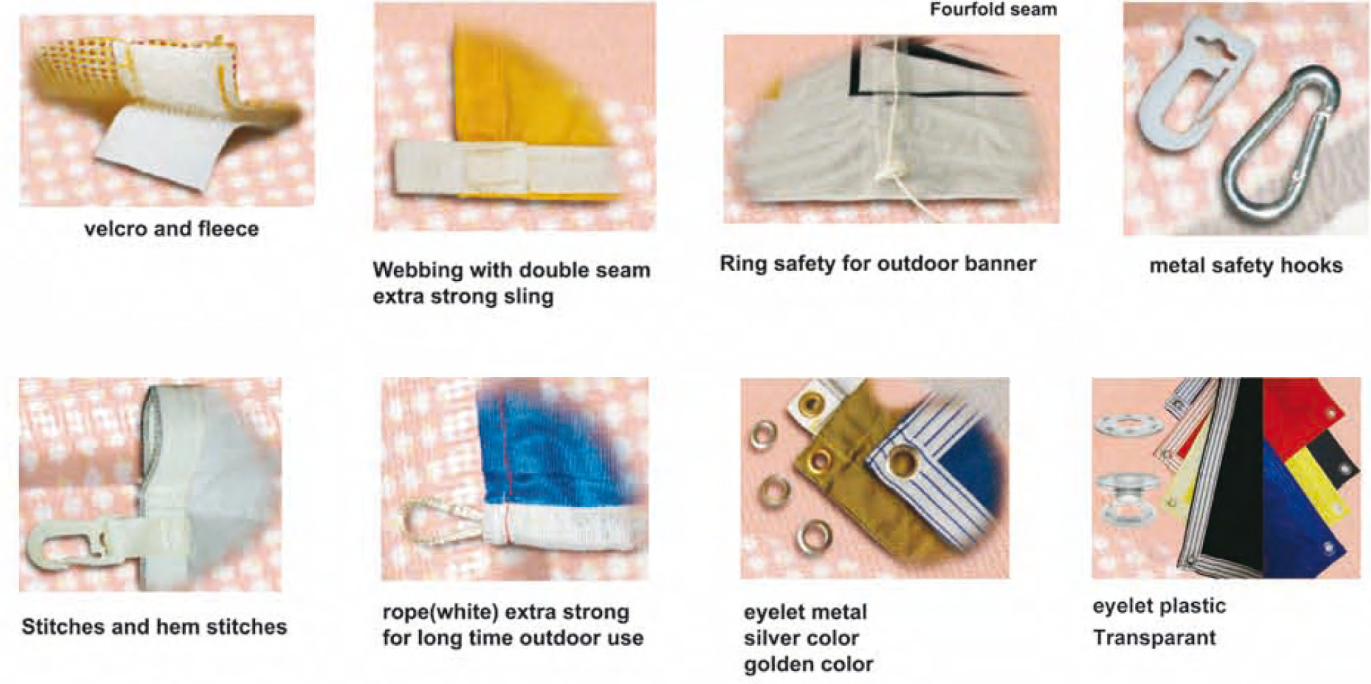 Fourfold seam
velcro and fleece
Webbing with double seam
extra strong sling
Ring safety for outdoor banner
metal safety hooks
Stitches and hem stitches
rope(white) extra strong
for long time outdoor use
eyelet metal
silver color
golden color
eyelet plastic
Transparant